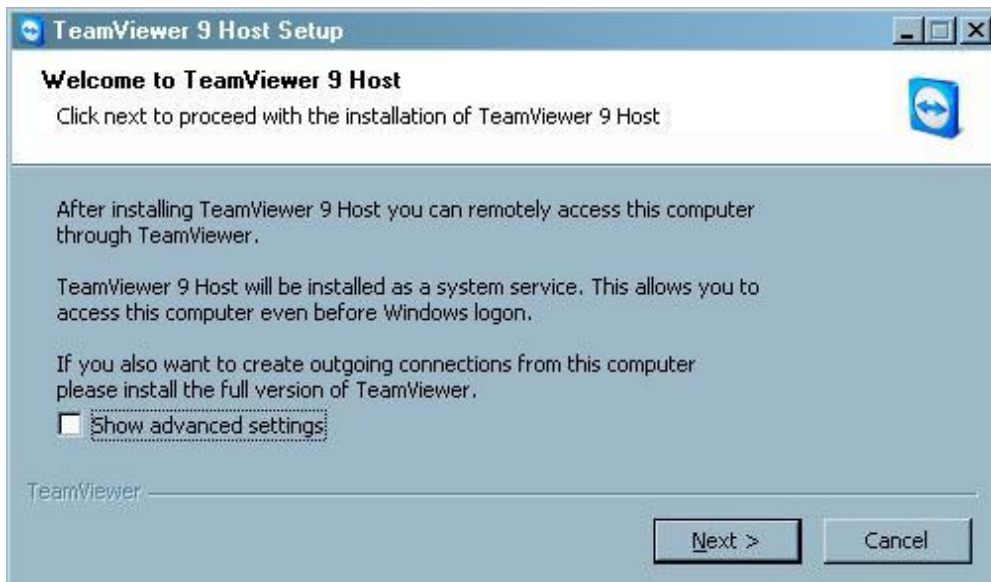 TeamViewer 9 Host Setup
Welcome to TeamViewer 9 Host
Click next to proceed with the installation of TeamViewer 9 Host
After installing TeamViewer 9 Host you can remotely access this computer
through TeamViewer.
TeamViewer 9 Host will be installed as a system service. This allows you to
access this computer even before Windows logon.
If you also want to create outgoing connections from this computer
please install the full version of TeamViewer.
Show advanced settings
TeamViewer
Next >
Cancel